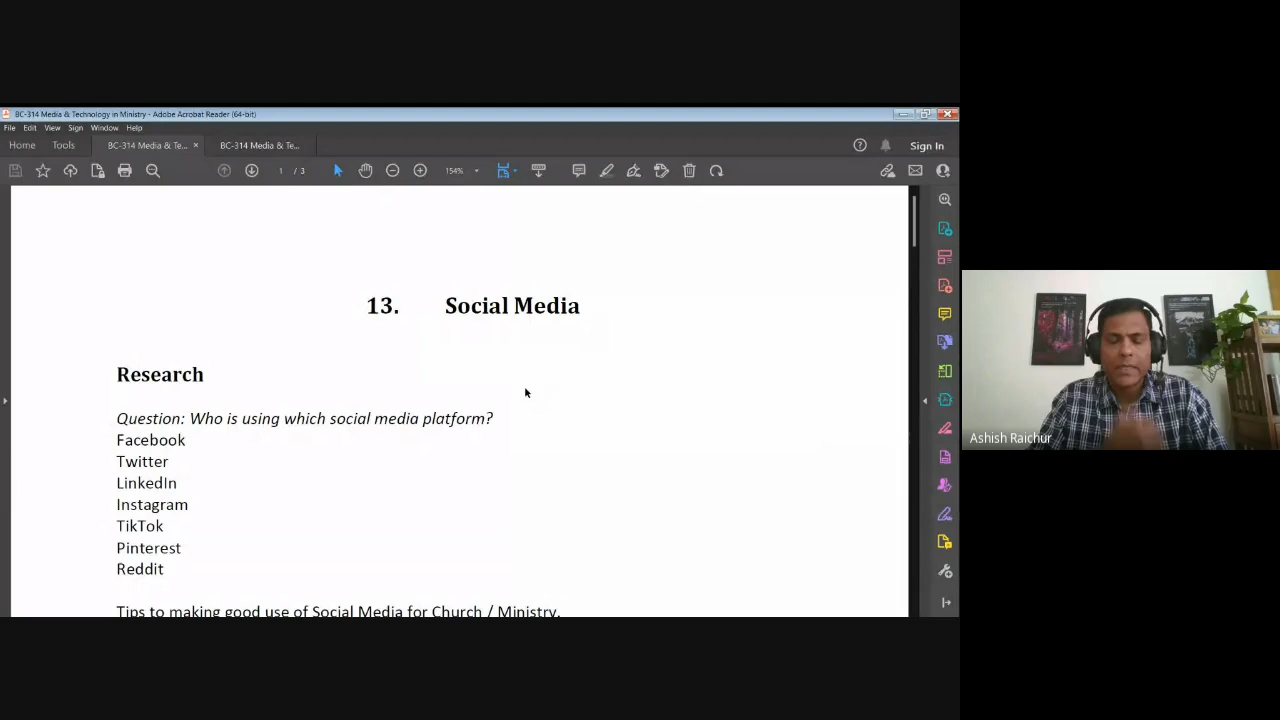 BC-314 Media & Technology in Ministry - Adobe Acrobat Reader (64-bit)
File Edit View Sign Window Help
Home Tools BC-314 Media & Te... × BC-314 Media & Te... Sign In
1 / 3 154%
13. Social Media
Research
Question: Who is using which social media platform?
Facebook
Twitter
LinkedIn
Instagram
TikTok
Pinterest
Reddit
Tips to making good use of Social Media for Church / Ministry.
Ashish Raichur